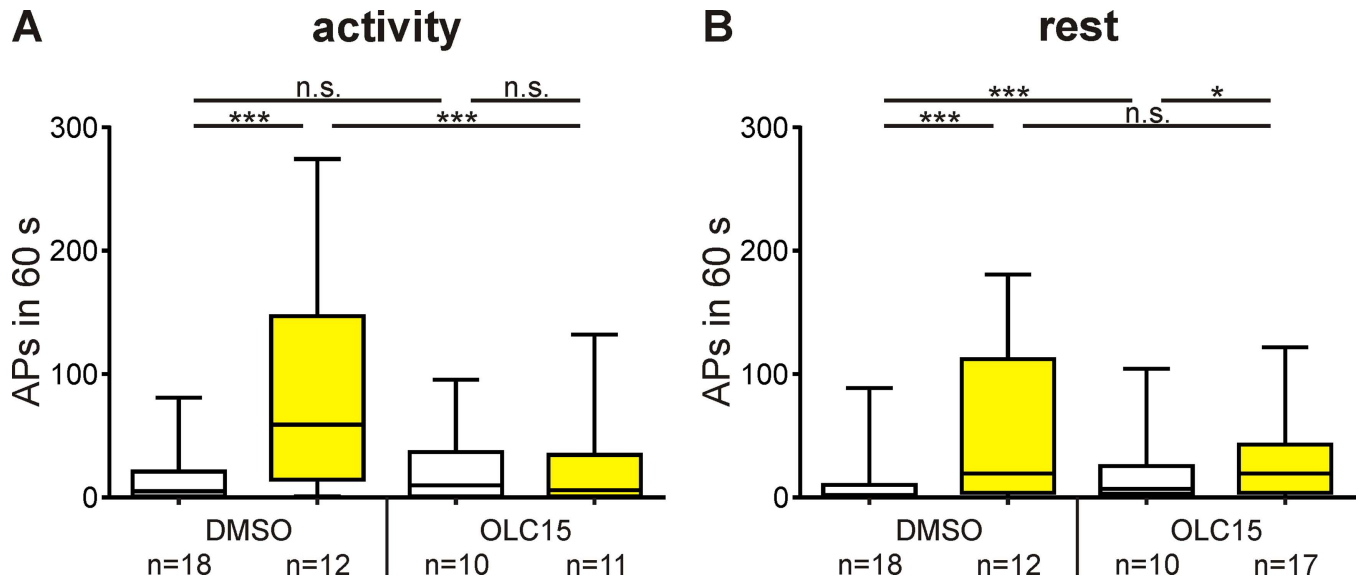 A activity
n.s. n.s.
*** ***
300
200
100
0
APs in 60 s
DMSO OLC15
n=18 n=12 n=10 n=11
B rest
*** *
*** n.s.
300
200
100
0
APs in 60 s
DMSO OLC15
n=18 n=12 n=10 n=17